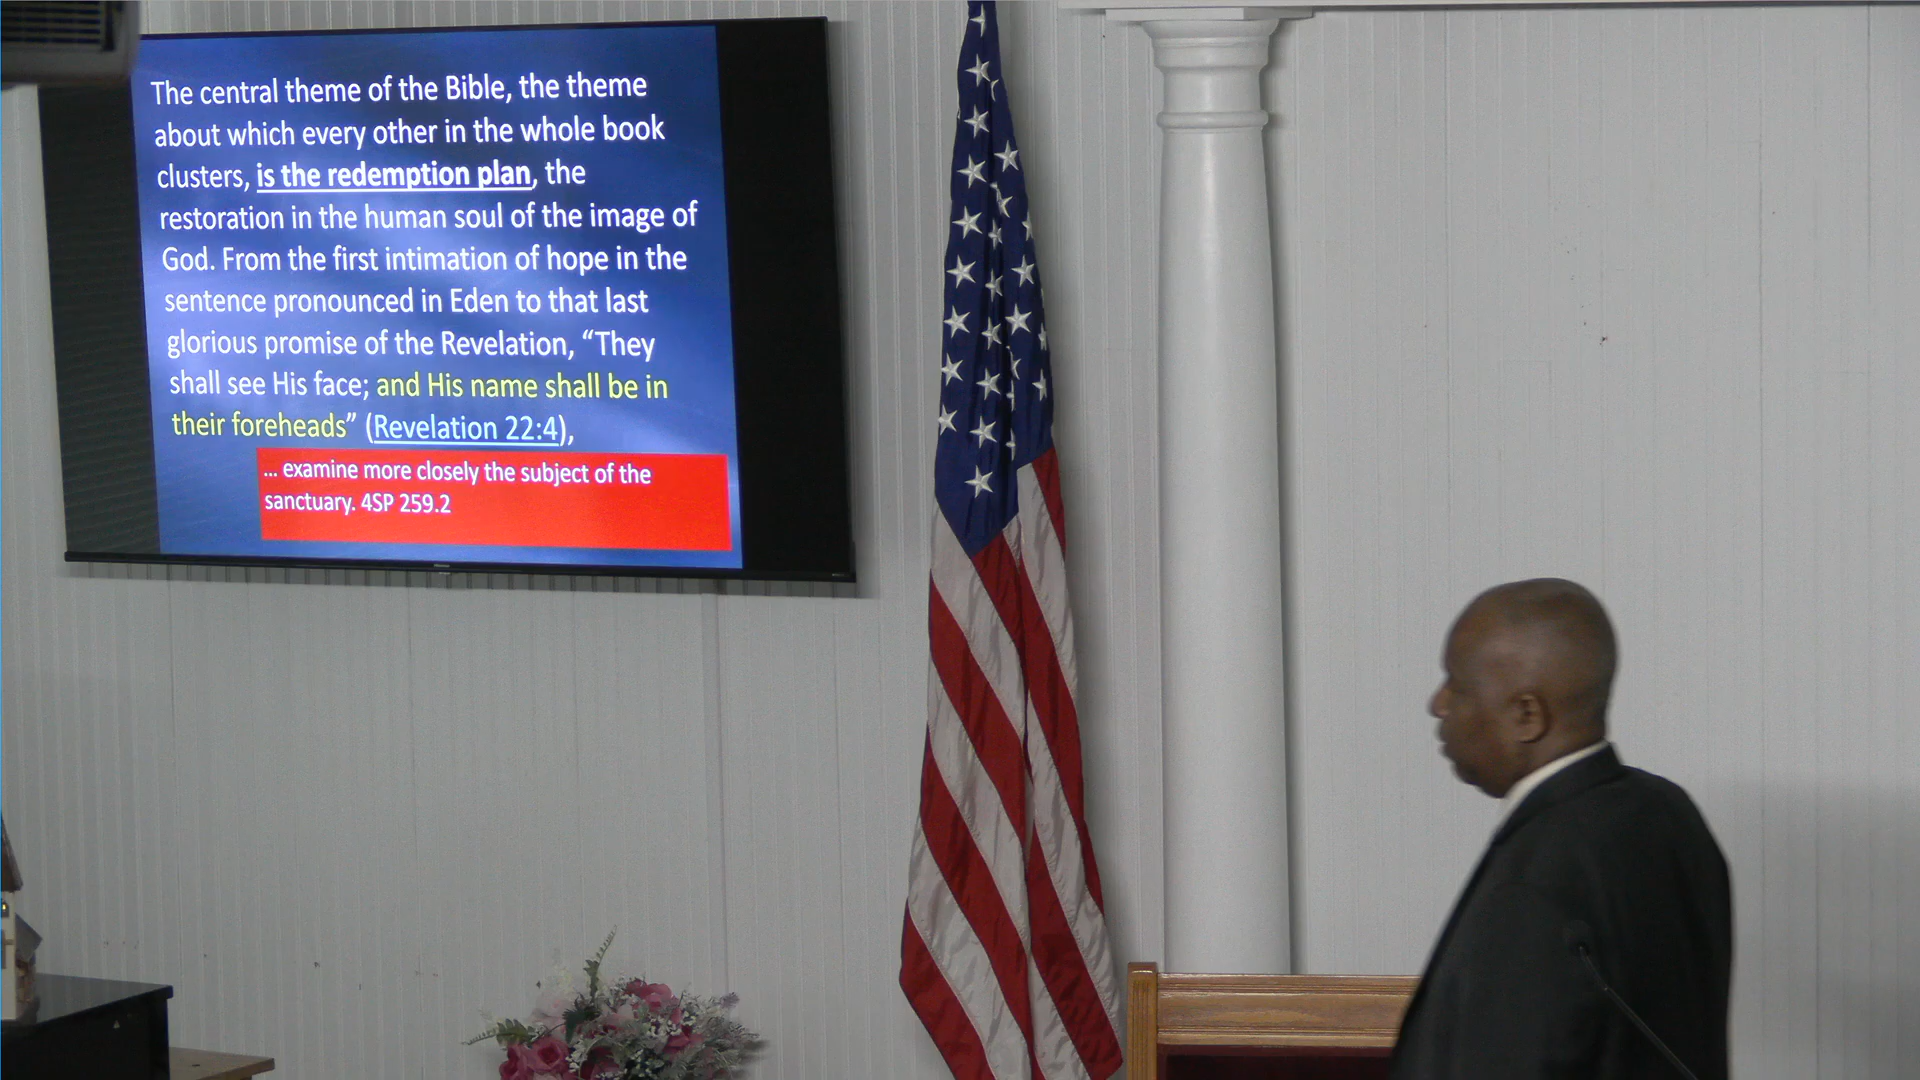 The central theme of the Bible, the theme
about which every other in the whole book
clusters, is the redemption plan, the
restoration in the human soul of the image of
God. From the first intimation of hope in the
sentence pronounced in Eden to that last
glorious promise of the Revelation, “They
shall see His face; and His name shall be in
their foreheads” (Revelation 22:4),
... examine more closely the subject of the
sanctuary. 4SP 259.2